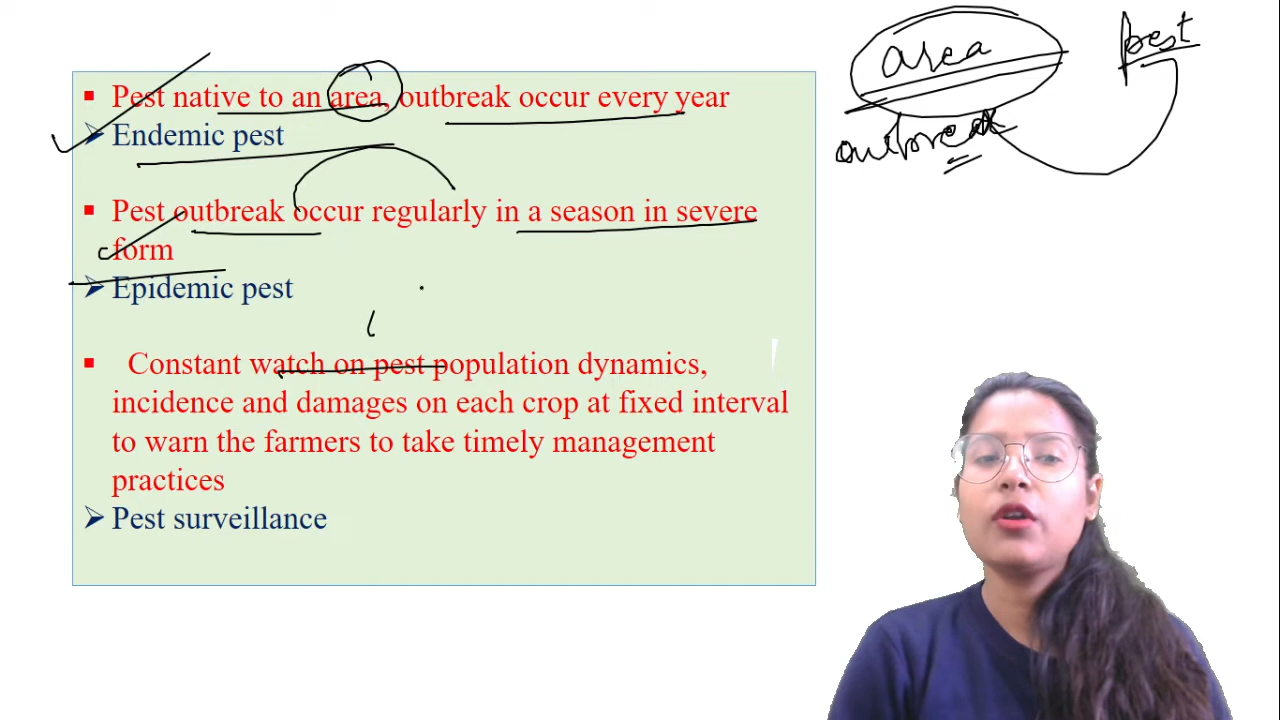 Pest native to an area, outbreak occur every year
Endemic pest
Pest outbreak occur regularly in a season in severe
form
Epidemic pest
Constant watch on pest population dynamics,
incidence and damages on each crop at fixed interval
to warn the farmers to take timely management
practices
Pest surveillance
area
pest
outbreak